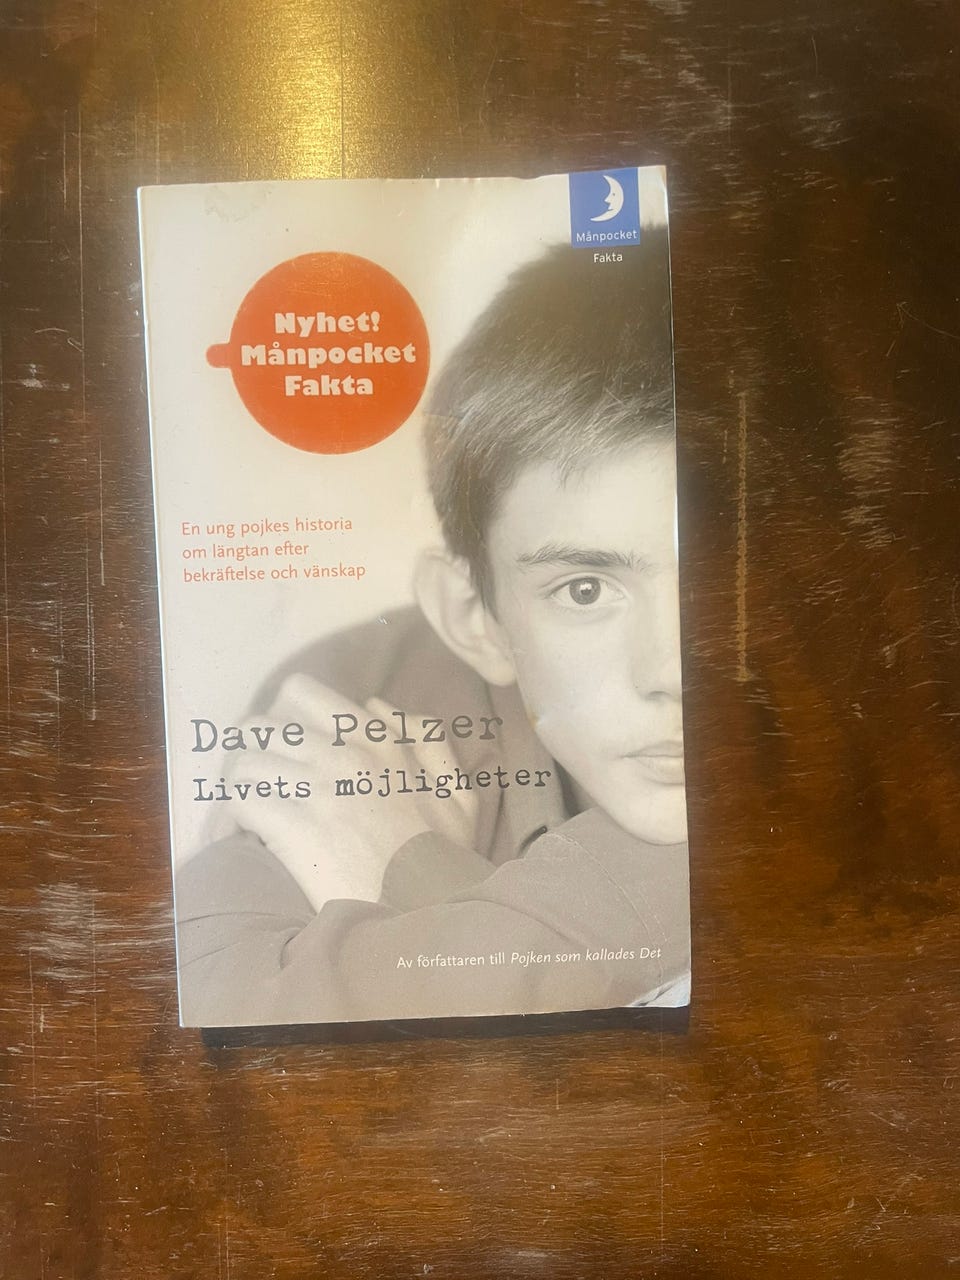 Månpocket
Fakta
Nyhet!
Månpocket
Fakta
En ung pojkes historia
om längtan efter
bekräftelse och vänskap
Dave Pelzer
Livets möjligheter
Av författaren till Pojken som kallades Det